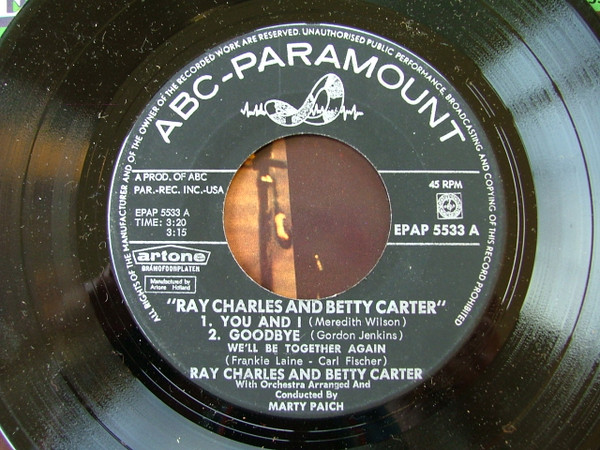 ALL RIGHTS OF THE MANUFACTURER AND OF THE OWNER OF THE RECORDED WORK ARE RESERVED. UNAUTHORISED PUBLIC PERFORMANCE, BROADCASTING AND COPYING OF THIS RECORD PROHIBITED
ABC-PARAMOUNT
A PROD. OF ABC
PAR.-REC. INC.-USA
45 RPM
EPAP 5533 A
TIME: 3:20
3:15
EPAP 5533 A
artone
GRAMOFOONPLATEN
Manufactured by
Artone Holland
"RAY CHARLES AND BETTY CARTER"
1. YOU AND I (Meredith Wilson)
2. GOODBYE (Gordon Jenkins)
WE'LL BE TOGETHER AGAIN
(Frankie Laine - Carl Fischer)
RAY CHARLES AND BETTY CARTER
With Orchestra Arranged And
Conducted By
MARTY PAICH